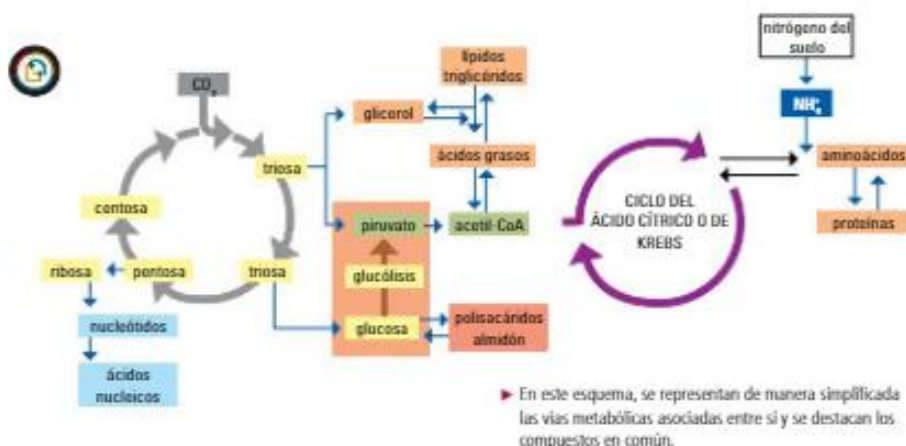 nitrógeno del
suelo
lípidos
triglicéridos
CO₂
NH₄⁺
glicerol
triosa
ácidos grasos
aminoácidos
centosa
CICLO DEL
ÁCIDO CÍTRICO O DE
KREBS
piruvato
acetil-CoA
proteínas
ribosa
pentosa
triosa
glucólisis
nucleótidos
glucosa
polisacáridos
almidón
ácidos
nucleicos
► En este esquema, se representan de manera simplificada
las vías metabólicas asociadas entre sí y se destacan los
compuestos en común.